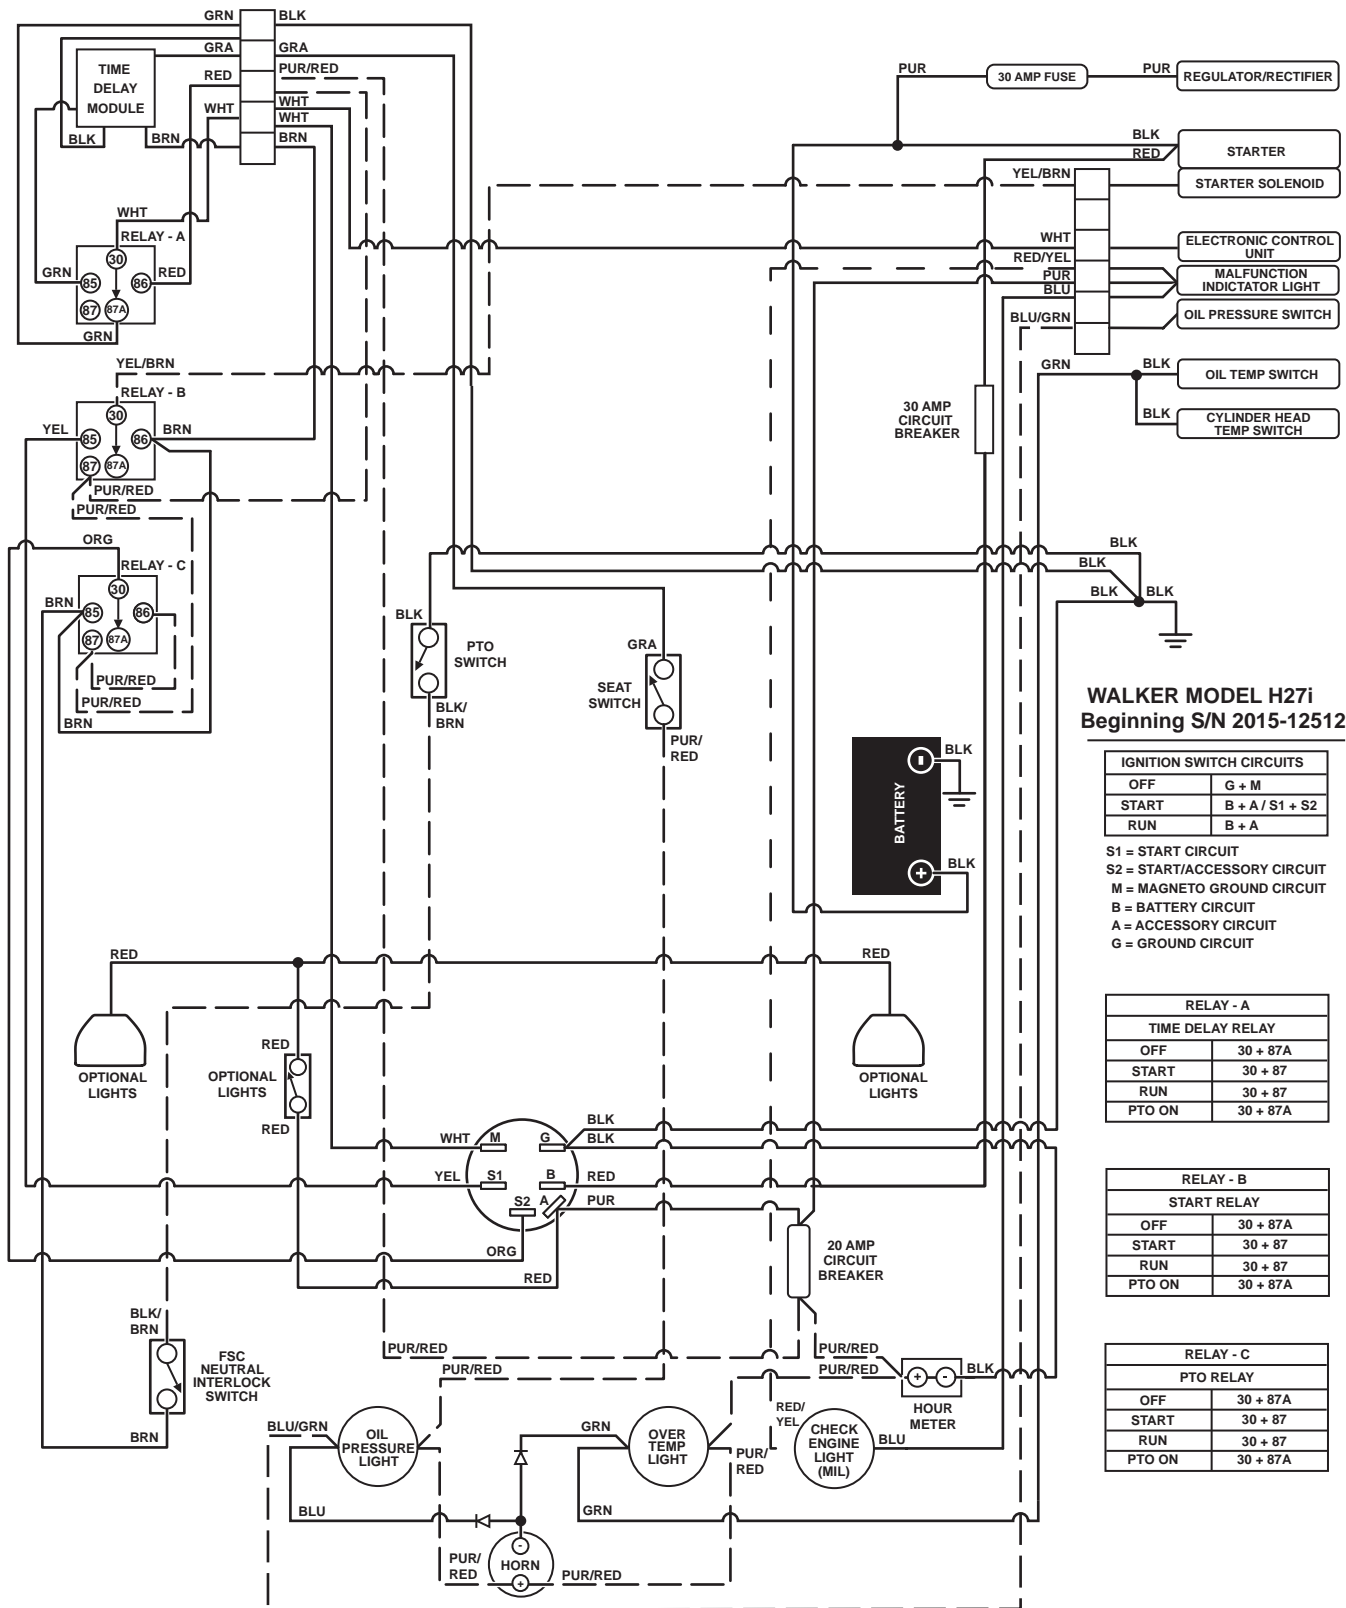 GRN
BLK
GRA
GRA
TIME
DELAY
MODULE
RED
PUR/RED
WHT
WHT
WHT
BLK
BRN
BRN
PUR
30 AMP FUSE
PUR
REGULATOR/RECTIFIER
BLK
RED
STARTER
YEL/BRN
STARTER SOLENOID
WHT
ELECTRONIC CONTROL
UNIT
RED/YEL
PUR
BLU
MALFUNCTION
INDICTATOR LIGHT
BLU/GRN
OIL PRESSURE SWITCH
GRN
BLK
OIL TEMP SWITCH
BLK
CYLINDER HEAD
TEMP SWITCH
WHT
RELAY - A
30
GRN
85
86
RED
87
87A
GRN
YEL/BRN
RELAY - B
30
YEL
85
86
BRN
87
87A
PUR/RED
PUR/RED
30 AMP
CIRCUIT
BREAKER
ORG
RELAY - C
30
BRN
85
86
87
87A
PUR/RED
PUR/RED
BRN
BLK
BLK
BLK
BLK
BLK
PTO
SWITCH
BLK/
BRN
GRA
SEAT
SWITCH
PUR/
RED
WALKER MODEL H27i
Beginning S/N 2015-12512
BLK
BATTERY
BLK
IGNITION SWITCH CIRCUITS
OFF G + M
START B + A / S1 + S2
RUN B + A
S1 = START CIRCUIT
S2 = START/ACCESSORY CIRCUIT
M = MAGNETO GROUND CIRCUIT
B = BATTERY CIRCUIT
A = ACCESSORY CIRCUIT
G = GROUND CIRCUIT
RED
RED
OPTIONAL
LIGHTS
RED
OPTIONAL
LIGHTS
RED
OPTIONAL
LIGHTS
RELAY - A
TIME DELAY RELAY
OFF 30 + 87A
START 30 + 87
RUN 30 + 87
PTO ON 30 + 87A
WHT
M
G
BLK
BLK
YEL
S1
B
RED
S2
A
PUR
ORG
RED
RELAY - B
START RELAY
OFF 30 + 87A
START 30 + 87
RUN 30 + 87
PTO ON 30 + 87A
20 AMP
CIRCUIT
BREAKER
BLK/
BRN
FSC
NEUTRAL
INTERLOCK
SWITCH
BRN
PUR/RED
PUR/RED
PUR/RED
PUR/RED
+
-
BLK
HOUR
METER
RELAY - C
PTO RELAY
OFF 30 + 87A
START 30 + 87
RUN 30 + 87
PTO ON 30 + 87A
BLU/GRN
OIL
PRESSURE
LIGHT
GRN
OVER
TEMP
LIGHT
PUR/
RED
RED/
YEL
CHECK
ENGINE
LIGHT
(MIL)
BLU
BLU
GRN
-
HORN
+
PUR/
RED
PUR/RED